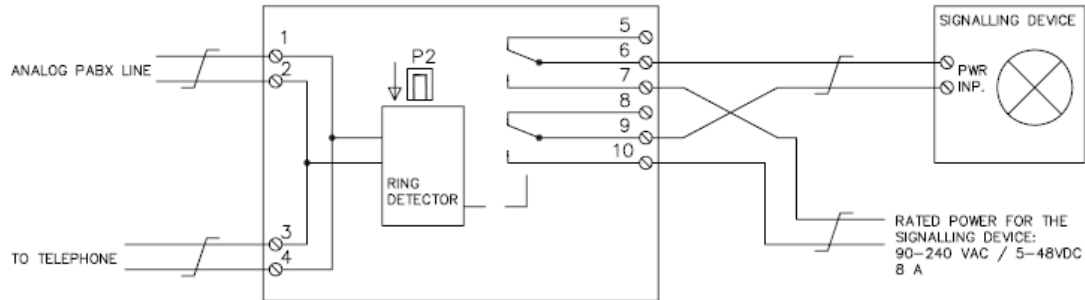 ANALOG PABX LINE
1
2
P2
RING
DETECTOR
3
4
TO TELEPHONE
5
6
7
8
9
10
SIGNALLING DEVICE
PWR
INP.
RATED POWER FOR THE
SIGNALLING DEVICE:
90-240 VAC / 5-48VDC
8 A